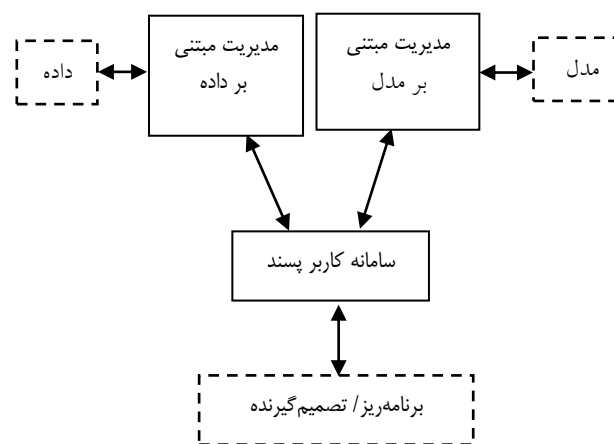 مدل
مدیریت مبتنی
بر مدل
مدیریت مبتنی
بر داده
داده
سامانه کاربر پسند
برنامه‌ریز/ تصمیم‌گیرنده